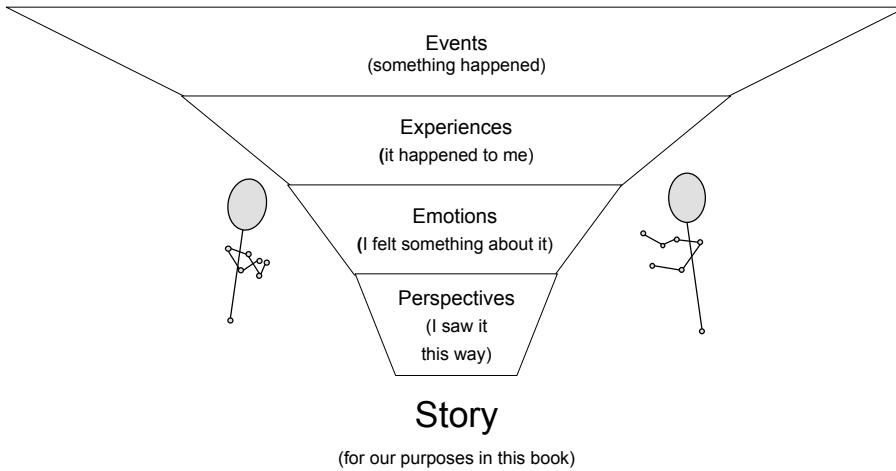 Events
(something happened)
Experiences
(it happened to me)
Emotions
(I felt something about it)
Perspectives
(I saw it
this way)
Story
(for our purposes in this book)